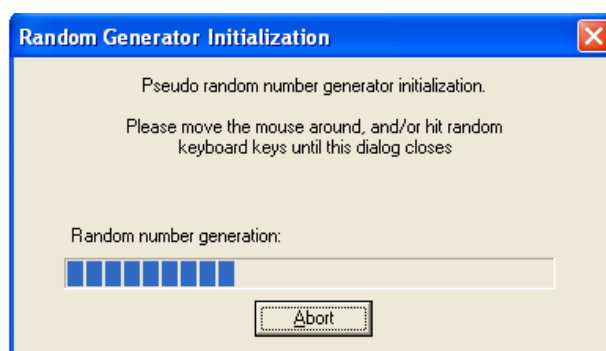 Random Generator Initialization
Pseudo random number generator initialization.
Please move the mouse around, and/or hit random
keyboard keys until this dialog closes
Random number generation:
Abort